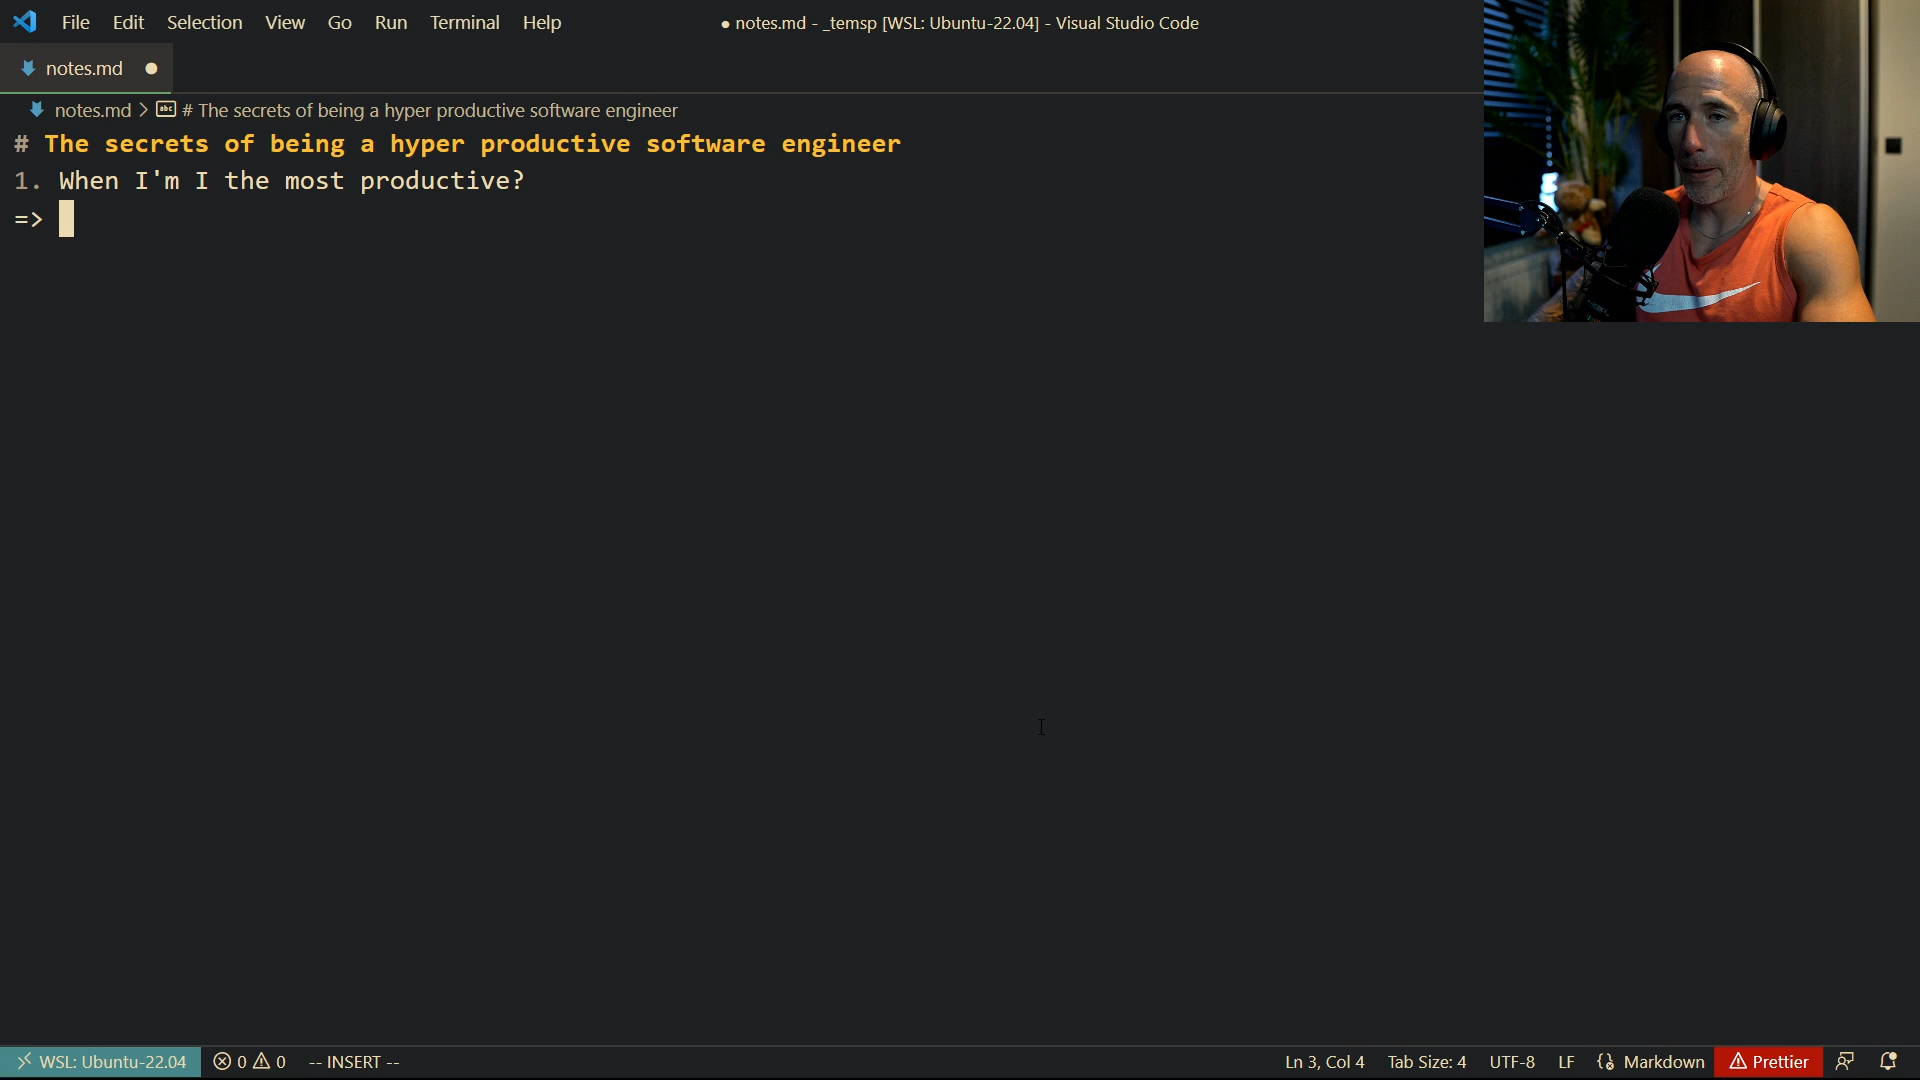 File Edit Selection View Go Run Terminal Help
● notes.md - _temsp [WSL: Ubuntu-22.04] - Visual Studio Code
notes.md ●
notes.md > abc # The secrets of being a hyper productive software engineer
# The secrets of being a hyper productive software engineer
1. When I'm I the most productive?
=>
WSL: Ubuntu-22.04 0 0 -- INSERT -- Ln 3, Col 4 Tab Size: 4 UTF-8 LF Markdown Prettier